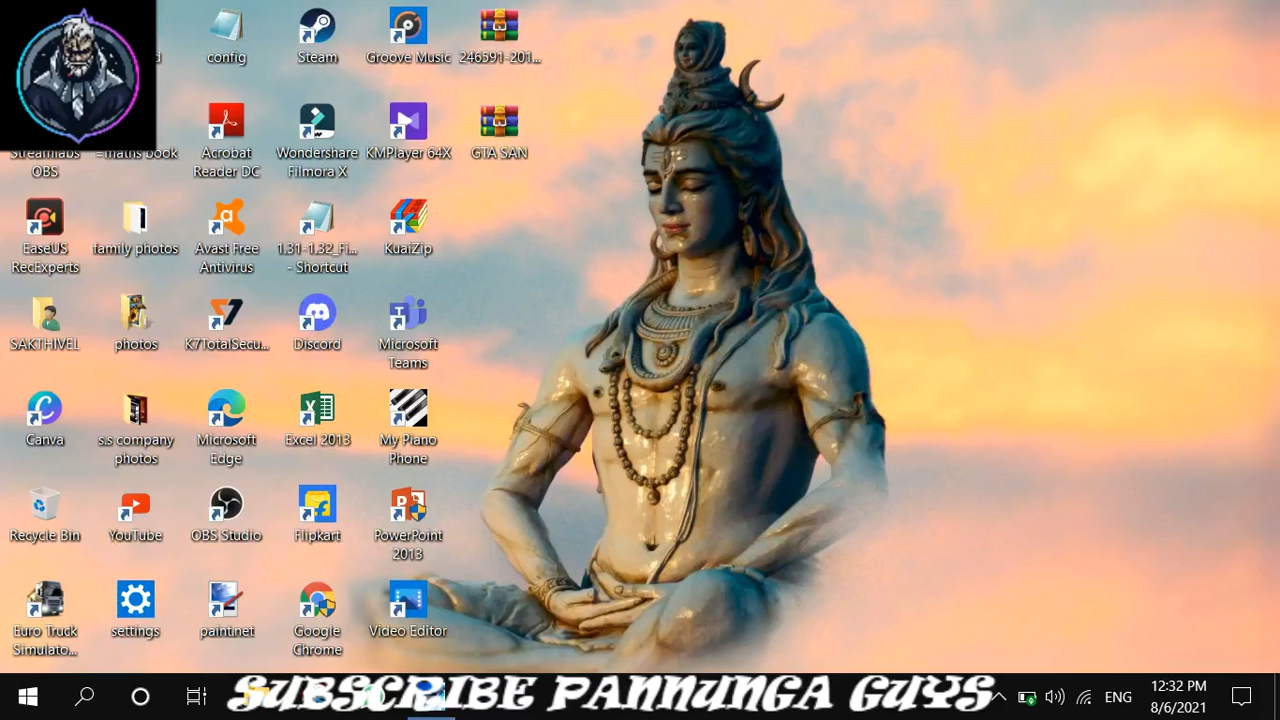 d
config
Steam
Groove Music
246591-201...
Streamlabs
OBS
=maths book
Acrobat
Reader DC
Wondershare
Filmora X
KMPlayer 64X
GTA SAN
EaseUS
RecExperts
family photos
Avast Free
Antivirus
1.31-1.32_Fi...
- Shortcut
KuaiZip
SAKTHIVEL
photos
K7TotalSecu...
Discord
Microsoft
Teams
Canva
s.s company
photos
Microsoft
Edge
Excel 2013
My Piano
Phone
Recycle Bin
YouTube
OBS Studio
Flipkart
PowerPoint
2013
Euro Truck
Simulato...
settings
paint.net
Google
Chrome
Video Editor
SUBSCRIBE PANNUNGA GUYS
ENG
12:32 PM
8/6/2021